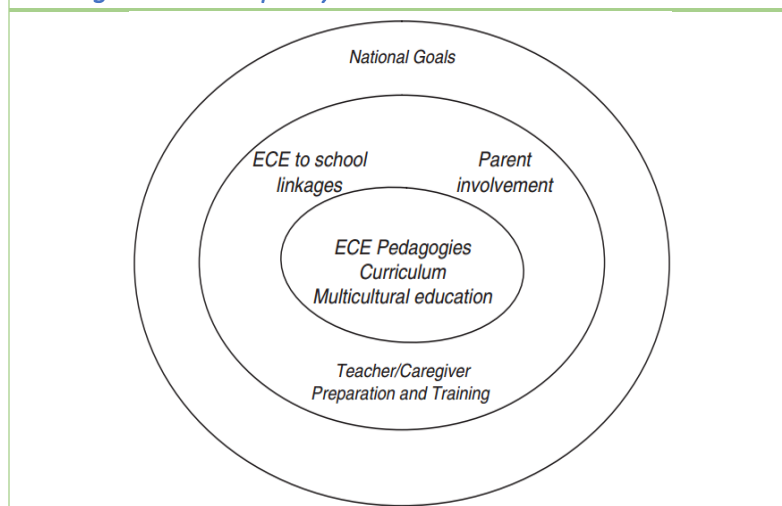 National Goals
ECE to school
linkages
Parent
involvement
ECE Pedagogies
Curriculum
Multicultural education
Teacher/Caregiver
Preparation and Training